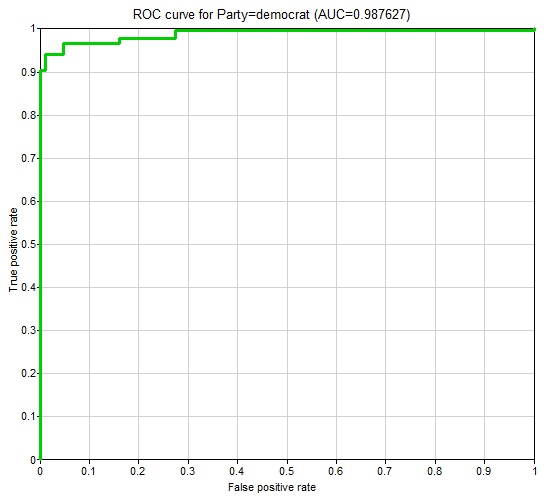 ROC curve for Party=democrat (AUC=0.987627)
1
0.9
0.8
0.7
0.6
0.5
0.4
0.3
0.2
0.1
0
True positive rate
0 0.1 0.2 0.3 0.4 0.5 0.6 0.7 0.8 0.9 1
False positive rate